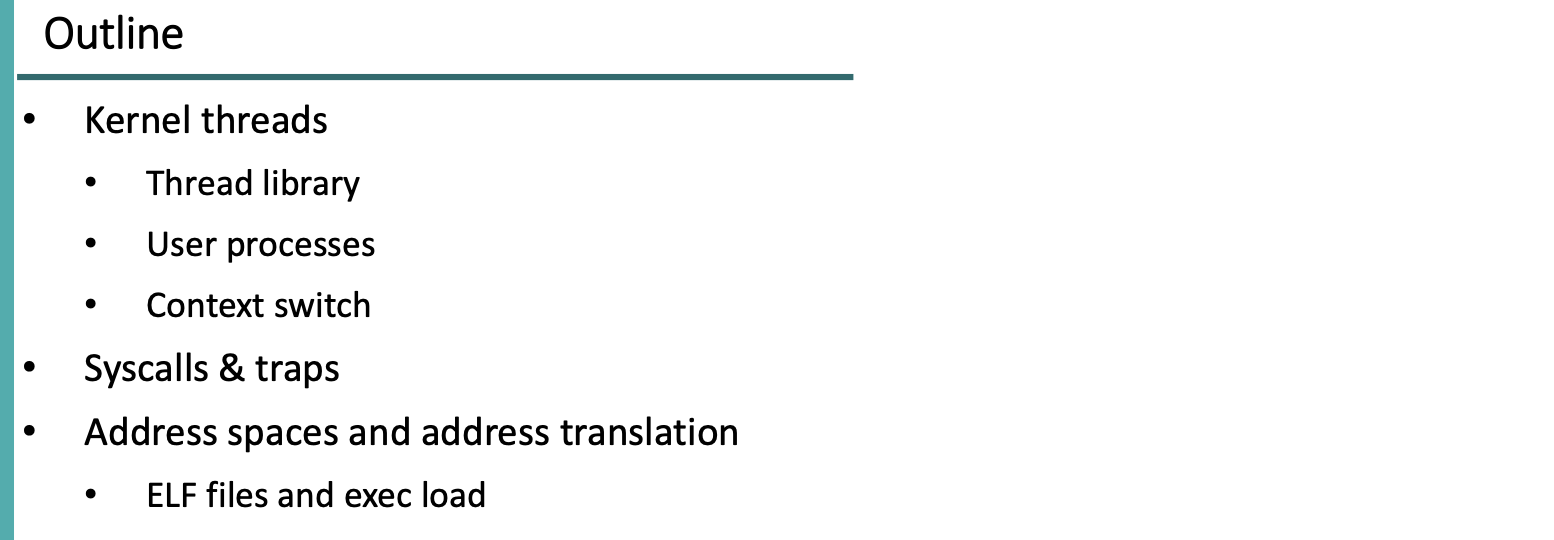 Outline
• Kernel threads
• Thread library
• User processes
• Context switch
• Syscalls & traps
• Address spaces and address translation
• ELF files and exec load